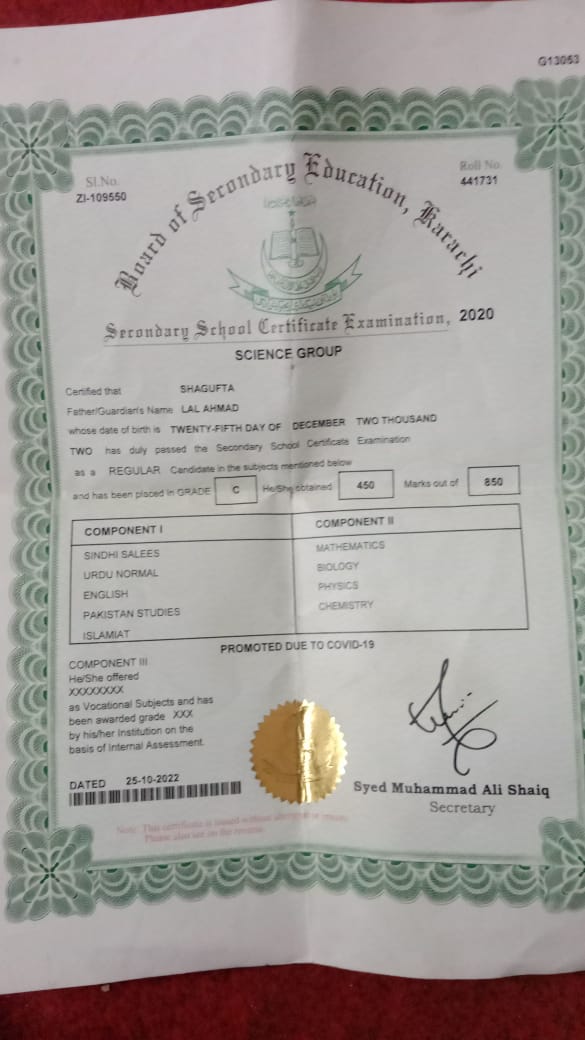 G13053
Sl.No.
ZI-109550
Roll No.
441731
Board of Secondary Education, Karachi
Secondary School Certificate Examination, 2020
SCIENCE GROUP
Certified that SHAGUFTA
Father/Guardian's Name LAL AHMAD
whose date of birth is TWENTY-FIFTH DAY OF DECEMBER TWO THOUSAND
TWO has duly passed the Secondary School Certificate Examination
as a REGULAR Candidate in the subjects mentioned below
and has been placed in GRADE C He/She obtained 450 Marks out of 850
COMPONENT I
SINDHI SALEES
URDU NORMAL
ENGLISH
PAKISTAN STUDIES
ISLAMIAT
COMPONENT II
MATHEMATICS
BIOLOGY
PHYSICS
CHEMISTRY
PROMOTED DUE TO COVID-19
COMPONENT III
He/She offered
XXXXXXXX
as Vocational Subjects and has
been awarded grade XXX
by his/her Institution on the
basis of Internal Assessment.
DATED 25-10-2022
Syed Muhammad Ali Shaiq
Secretary
Note: This certificate is issued without
Please also see on the reverse